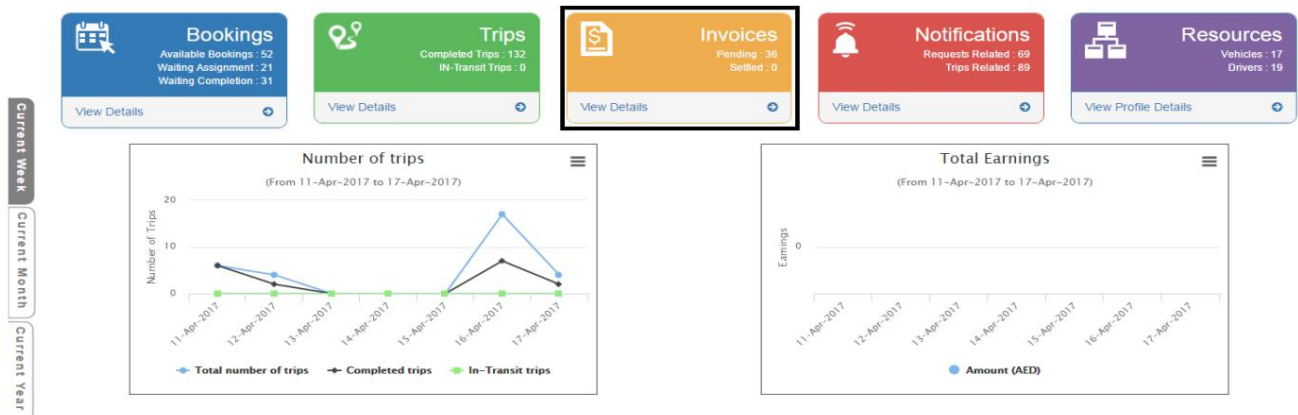 Bookings
Available Bookings : 52
Waiting Assignment : 21
Waiting Completion : 31
View Details
Trips
Completed Trips : 132
IN-Transit Trips : 0
View Details
Invoices
Pending : 36
Settled : 0
View Details
Notifications
Requests Related : 69
Trips Related : 89
View Details
Resources
Vehicles : 17
Drivers : 19
View Profile Details
Current Week
Current Month
Current Year
Number of trips
(From 11-Apr-2017 to 17-Apr-2017)
Number of Trips
20
10
0
11-Apr-2017
12-Apr-2017
13-Apr-2017
14-Apr-2017
15-Apr-2017
16-Apr-2017
17-Apr-2017
Total number of trips
Completed trips
In-Transit trips
Total Earnings
(From 11-Apr-2017 to 17-Apr-2017)
Earnings
0
11-Apr-2017
12-Apr-2017
13-Apr-2017
14-Apr-2017
15-Apr-2017
16-Apr-2017
17-Apr-2017
Amount (AED)